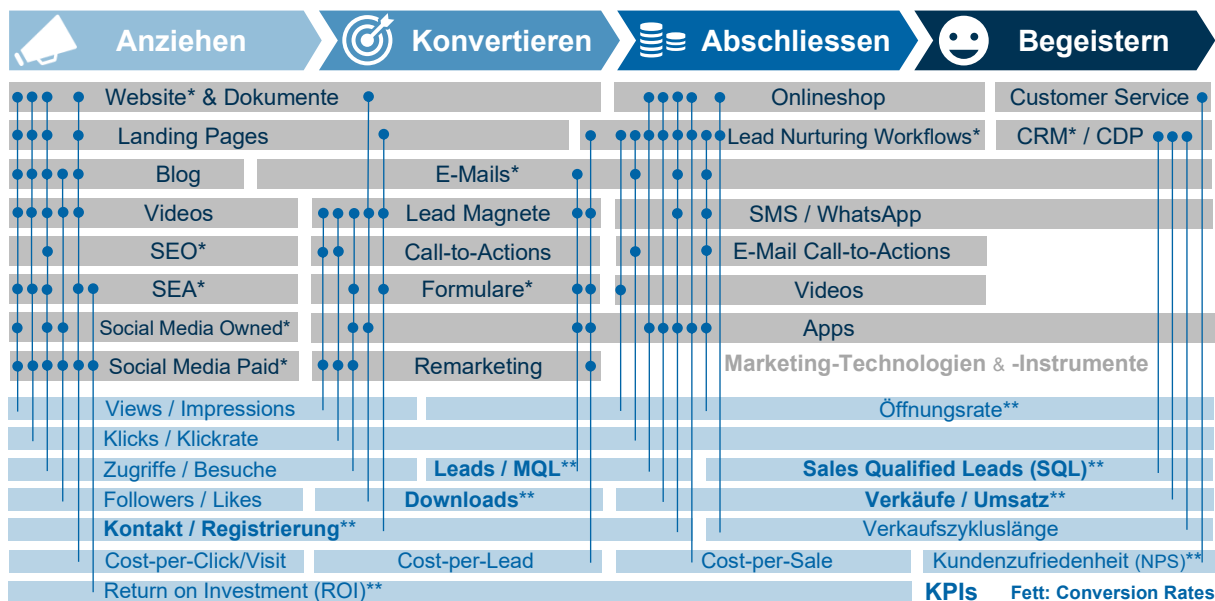 Anziehen Konvertieren Abschliessen Begeistern
Website* & Dokumente Onlineshop Customer Service
Landing Pages Lead Nurturing Workflows* CRM* / CDP
Blog E-Mails*
Videos Lead Magnete SMS / WhatsApp
SEO* Call-to-Actions E-Mail Call-to-Actions
SEA* Formulare* Videos
Social Media Owned* Apps
Social Media Paid* Remarketing Marketing-Technologien & -Instrumente
Views / Impressions Öffnungsrate**
Klicks / Klickrate
Zugriffe / Besuche Leads / MQL** Sales Qualified Leads (SQL)**
Followers / Likes Downloads** Verkäufe / Umsatz**
Kontakt / Registrierung** Verkaufszykluslänge
Cost-per-Click/Visit Cost-per-Lead Cost-per-Sale Kundenzufriedenheit (NPS)**
Return on Investment (ROI)** KPIs Fett: Conversion Rates